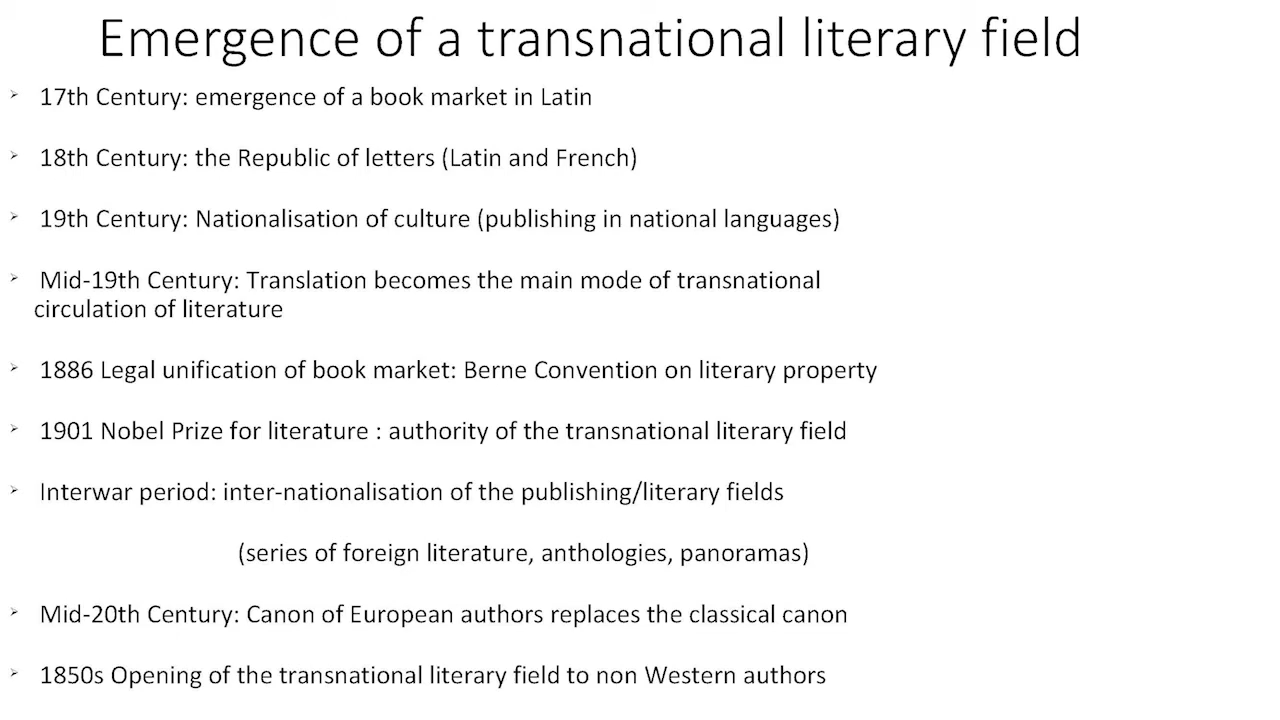 Emergence of a transnational literary field
17th Century: emergence of a book market in Latin
18th Century: the Republic of letters (Latin and French)
19th Century: Nationalisation of culture (publishing in national languages)
Mid-19th Century: Translation becomes the main mode of transnational
circulation of literature
1886 Legal unification of book market: Berne Convention on literary property
1901 Nobel Prize for literature : authority of the transnational literary field
Interwar period: inter-nationalisation of the publishing/literary fields
(series of foreign literature, anthologies, panoramas)
Mid-20th Century: Canon of European authors replaces the classical canon
1850s Opening of the transnational literary field to non Western authors